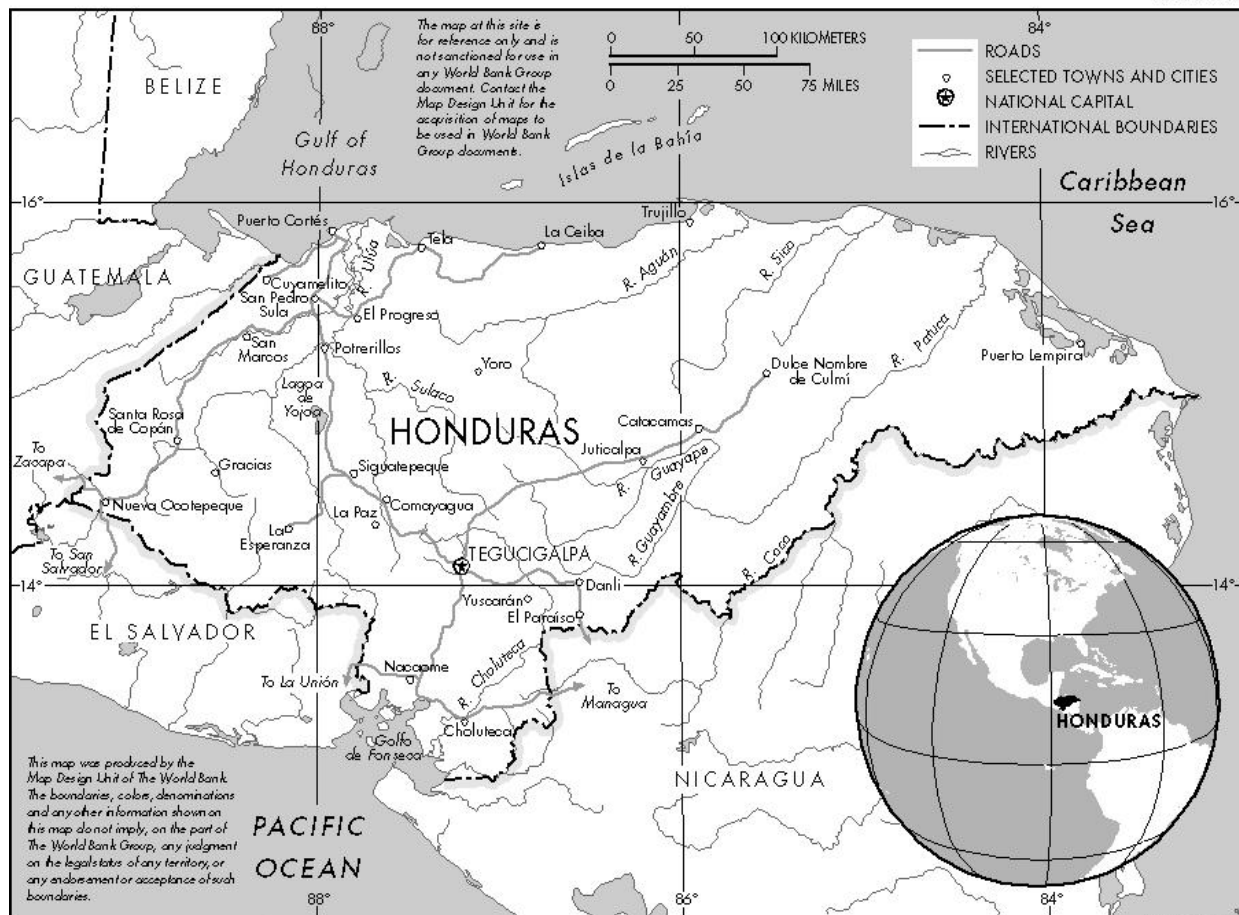 88°
84°
The map at this site is
for reference only and is
not sanctioned for use in
any World Bank Group
document. Contact the
Map Design Unit for the
acquisition of maps to
be used in World Bank
Group documents.
0 50 100 KILOMETERS
0 25 50 75 MILES
ROADS
SELECTED TOWNS AND CITIES
NATIONAL CAPITAL
INTERNATIONAL BOUNDARIES
RIVERS
BELIZE
Gulf of
Honduras
Islas de la Bahía
Caribbean
Sea
16°
16°
Puerto Cortés
Trujillo
Tela
La Ceiba
R. Ulúa
R. Aguán
R. Sico
GUATEMALA
Cuyamelito
San Pedro
Sula
El Progreso
San
Marcos
Potrerillos
R. Patuca
Puerto Lempira
Yoro
Dulce Nombre
de Culmí
R. Sulaco
Lagoa
de
Yojoa
Santa Rosa
de Copán
HONDURAS
Catacamas
Juticalpa
To
Zacapa
Gracias
Siguatepeque
R. Guayape
Nueva Ocotepeque
Comayagua
La Paz
La
Esperanza
R. Guayambre
To San
Salvador
TEGUCIGALPA
R. Coco
14°
14°
Danlí
Yuscarán
El Paraíso
EL SALVADOR
Nacaome
R. Choluteca
To La Unión
To
Managua
Choluteca
Golfo
de Fonseca
HONDURAS
NICARAGUA
This map was produced by the
Map Design Unit of The World Bank.
The boundaries, colors, denominations
and any other information shown on
this map do not imply, on the part of
The World Bank Group, any judgment
on the legal status of any territory, or
any endorsement or acceptance of such
boundaries.
PACIFIC
OCEAN
88°
86°